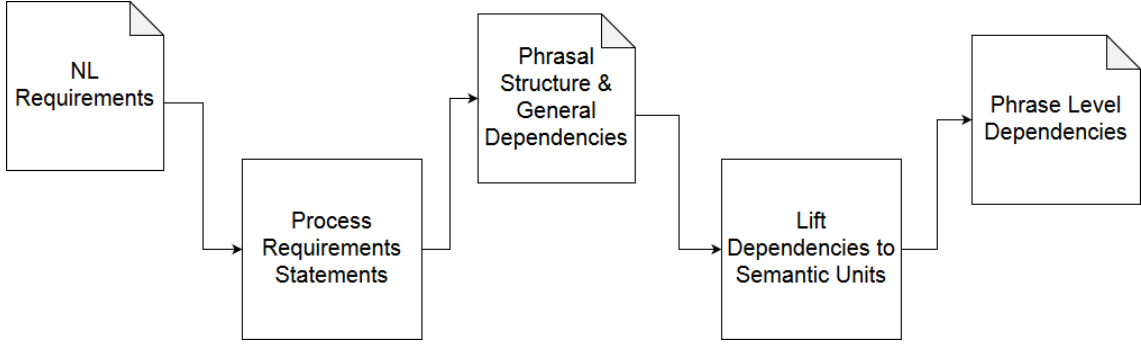 NL
Requirements
Process
Requirements
Statements
Phrasal
Structure &
General
Dependencies
Lift
Dependencies to
Semantic Units
Phrase Level
Dependencies